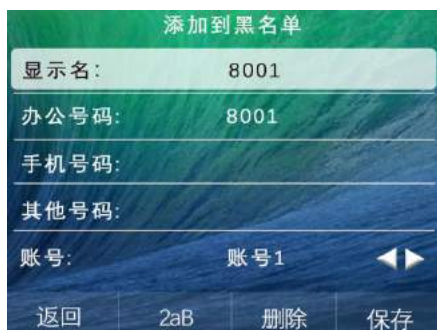 添加到黑名单
显示名: 8001
办公号码: 8001
手机号码:
其他号码:
账号: 账号1
返回 2aB 删除 保存